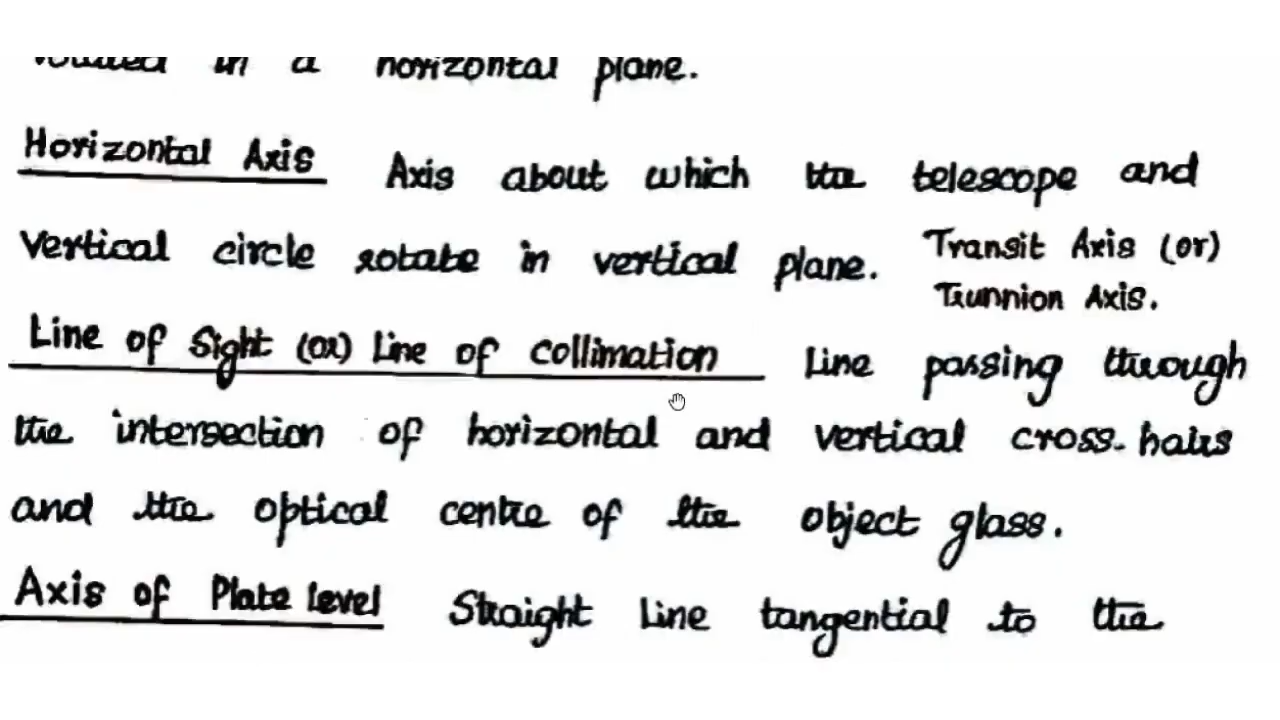 rotated in a horizontal plane.
Horizontal Axis Axis about which the telescope and
Vertical circle rotate in vertical plane. Transit Axis (or)
Trunnion Axis.
Line of Sight (or) Line of Collimation Line passing through
the intersection of horizontal and vertical cross-hairs
and the optical centre of the object glass.
Axis of Plate level Straight Line tangential to the